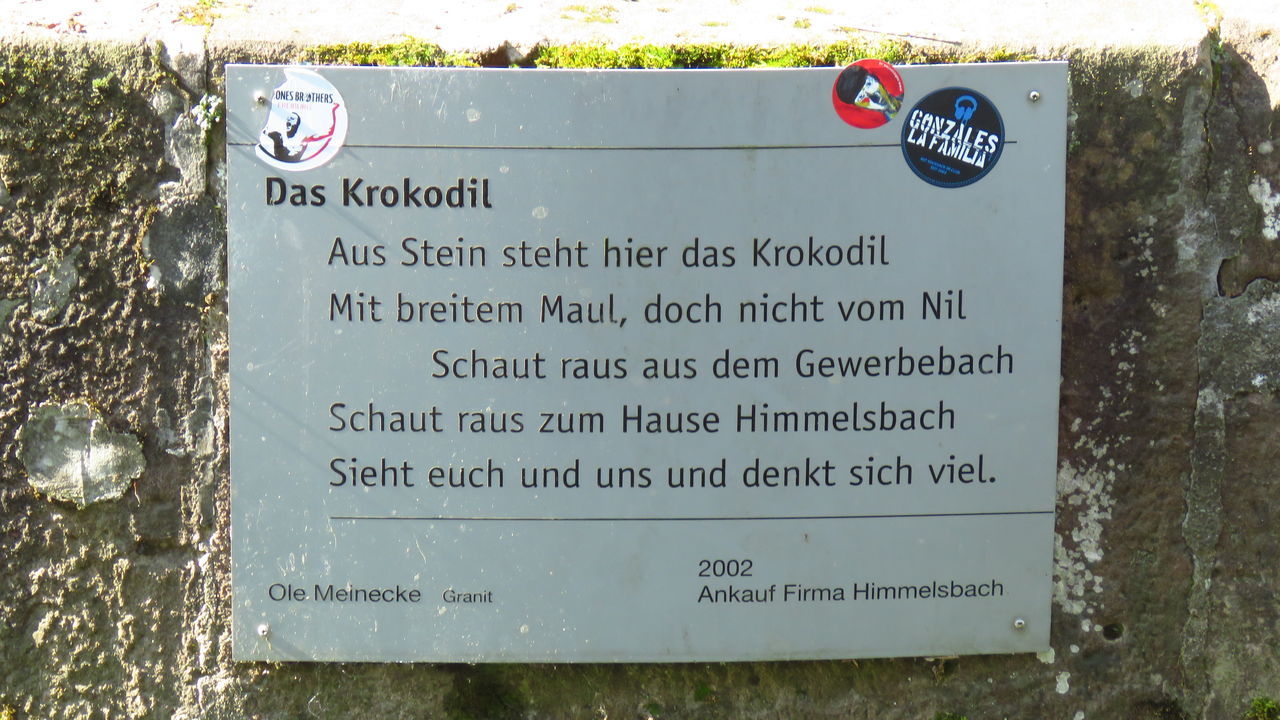 ONES BROTHERS
FREIBURG
GONZALES
LA FAMILIA
Das Krokodil
Aus Stein steht hier das Krokodil
Mit breitem Maul, doch nicht vom Nil
Schaut raus aus dem Gewerbebach
Schaut raus zum Hause Himmelsbach
Sieht euch und uns und denkt sich viel.
Ole Meinecke Granit
2002
Ankauf Firma Himmelsbach